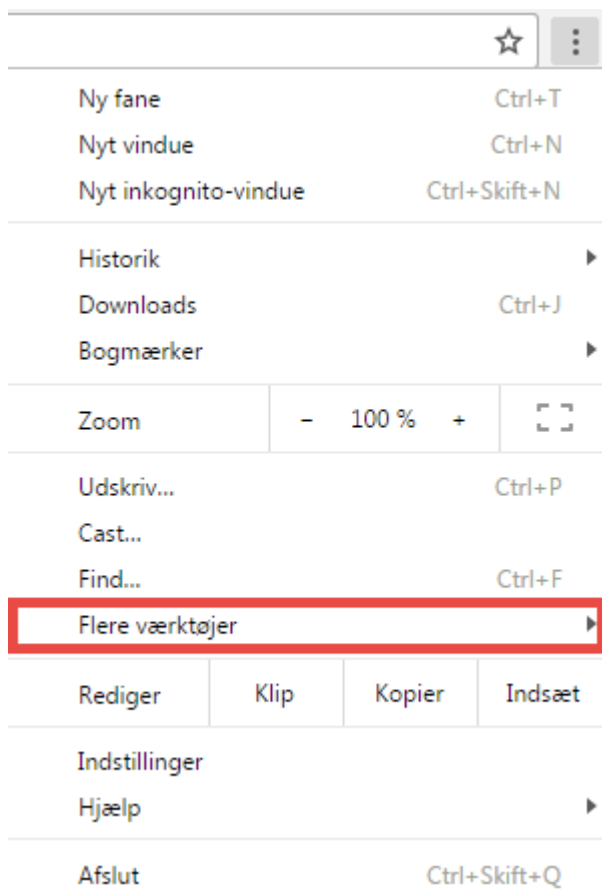 Ny fane Ctrl+T
Nyt vindue Ctrl+N
Nyt inkognito-vindue Ctrl+Skift+N
Historik
Downloads Ctrl+J
Bogmærker
Zoom - 100 % +
Udskriv... Ctrl+P
Cast...
Find... Ctrl+F
Flere værktøjer
Rediger Klip Kopier Indsæt
Indstillinger
Hjælp
Afslut Ctrl+Skift+Q